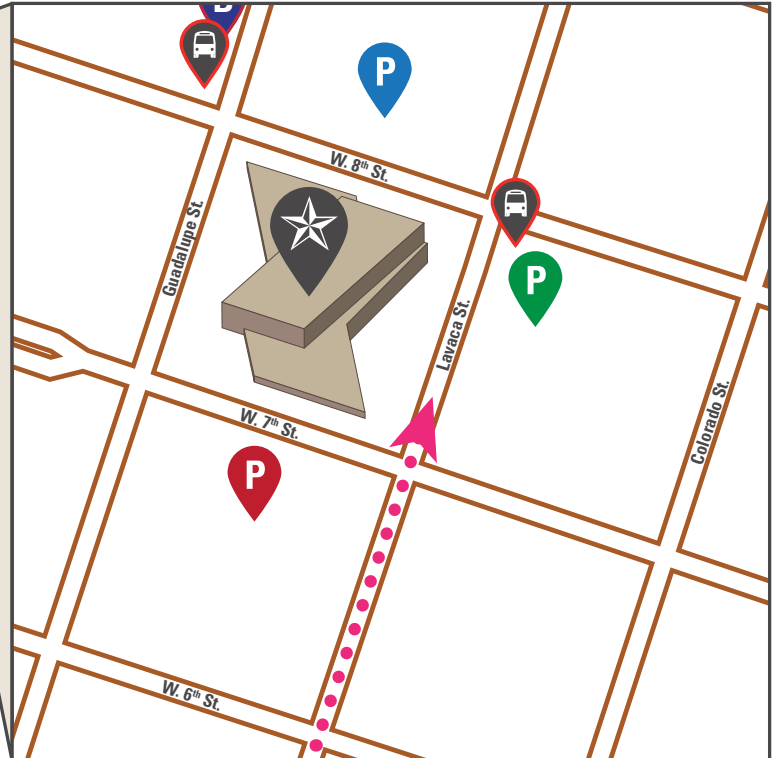 P
W. 8th St.
Guadalupe St.
P
Lavaca St.
Colorado St.
W. 7th St.
P
W. 6th St.